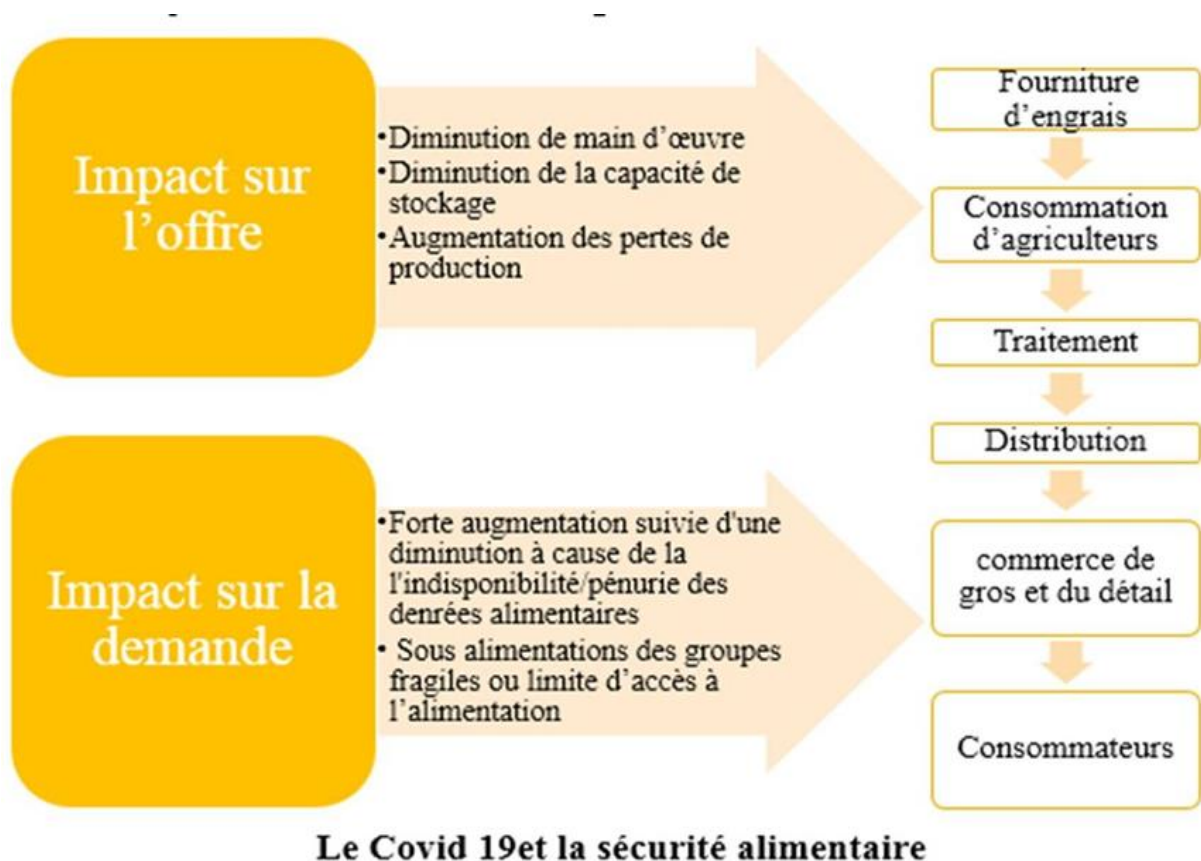 Impact sur
l’offre
•Diminution de main d’œuvre
•Diminution de la capacité de
stockage
•Augmentation des pertes de
production
Impact sur la
demande
•Forte augmentation suivie d'une
diminution à cause de la
l'indisponibilité/pénurie des
denrées alimentaires
• Sous alimentations des groupes
fragiles ou limite d’accès à
l’alimentation
Fourniture
d’engrais
Consommation
d’agriculteurs
Traitement
Distribution
commerce de
gros et du détail
Consommateurs
Le Covid 19et la sécurité alimentaire